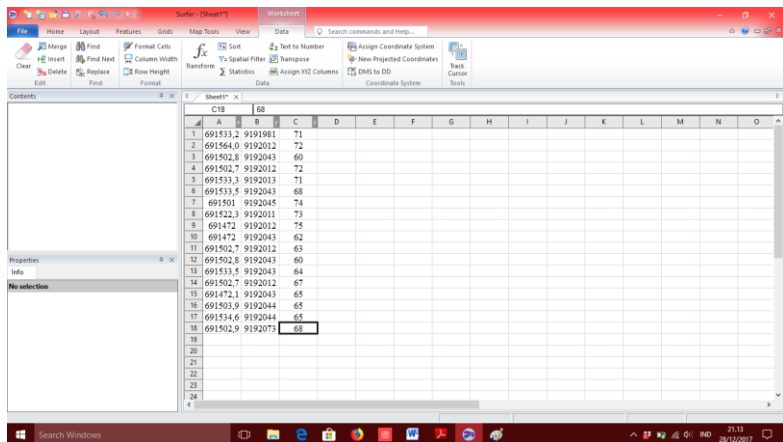 Surfer - [Sheet1*]
Worksheet
File Home Layout Features Grids Map Tools View Data Search commands and Help...
Clear
Merge
Insert
Delete
Edit
Find
Find Next
Replace
Find
Format Cells
Column Width
Row Height
Format
Transform
Sort
Spatial Filter
Statistics
Text to Number
Transpose
Assign XYZ Columns
Data
Assign Coordinate System
New Projected Coordinates
DMS to DD
Coordinate System
Track Cursor
Tools
Contents
Sheet1*
C18 68
A B C D E F G H I J K L M N O
1 691533,2 9191981 71
2 691564,0 9192012 72
3 691502,8 9192043 60
4 691502,7 9192012 72
5 691533,3 9192013 71
6 691533,5 9192043 68
7 691501 9192045 74
8 691522,3 9192011 73
9 691472 9192012 75
10 691472 9192043 62
11 691502,7 9192012 63
12 691502,8 9192043 60
13 691533,5 9192043 64
14 691502,7 9192012 67
15 691472,1 9192043 65
16 691503,9 9192044 65
17 691534,6 9192044 65
18 691502,9 9192073 68
19
20
21
22
23
24
Properties
Info
No selection
Search Windows
IND
21.13
28/12/2017